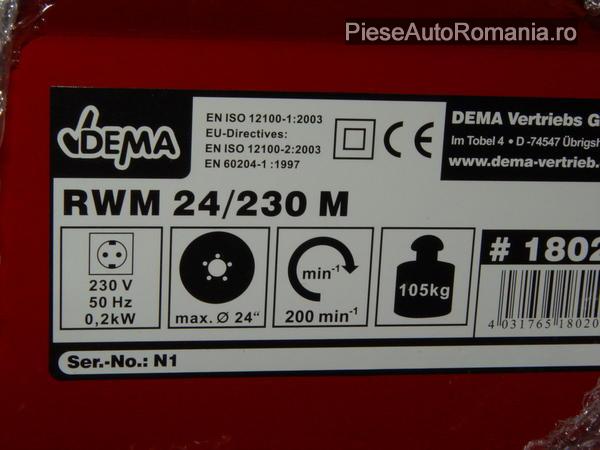 PieseAutoRomania.ro
DEMA
EN ISO 12100-1:2003
EU-Directives:
EN ISO 12100-2:2003
EN 60204-1 :1997
CE
DEMA Vertriebs G
Im Tobel 4 • D -74547 Übrigsh
www.dema-vertrieb.
RWM 24/230 M
230 V
50 Hz
0,2kW
max. Ø 24“
min-1
200 min-1
105kg
# 1802
4 031765 18020
Ser.-No.: N1